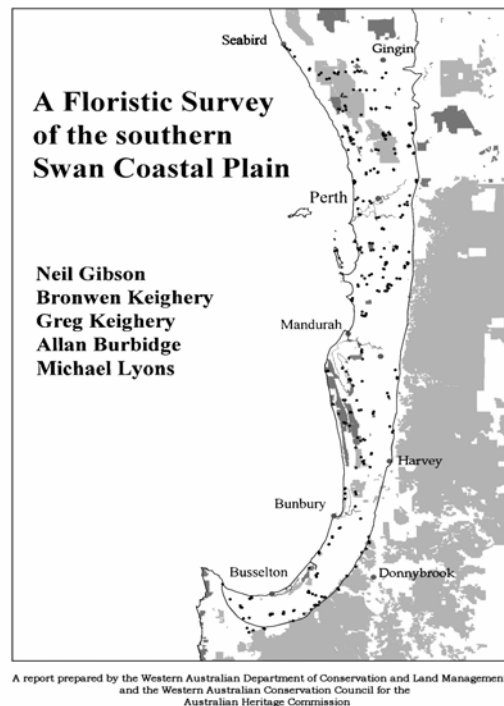 Seabird
Gingin
A Floristic Survey
of the southern
Swan Coastal Plain
Perth
Neil Gibson
Bronwen Keighery
Greg Keighery
Allan Burbidge
Michael Lyons
Mandurah
Harvey
Bunbury
Busselton
Donnybrook
A report prepared by the Western Australian Department of Conservation and Land Managemen
and the Western Australian Conservation Council for the
Australian Heritage Commission